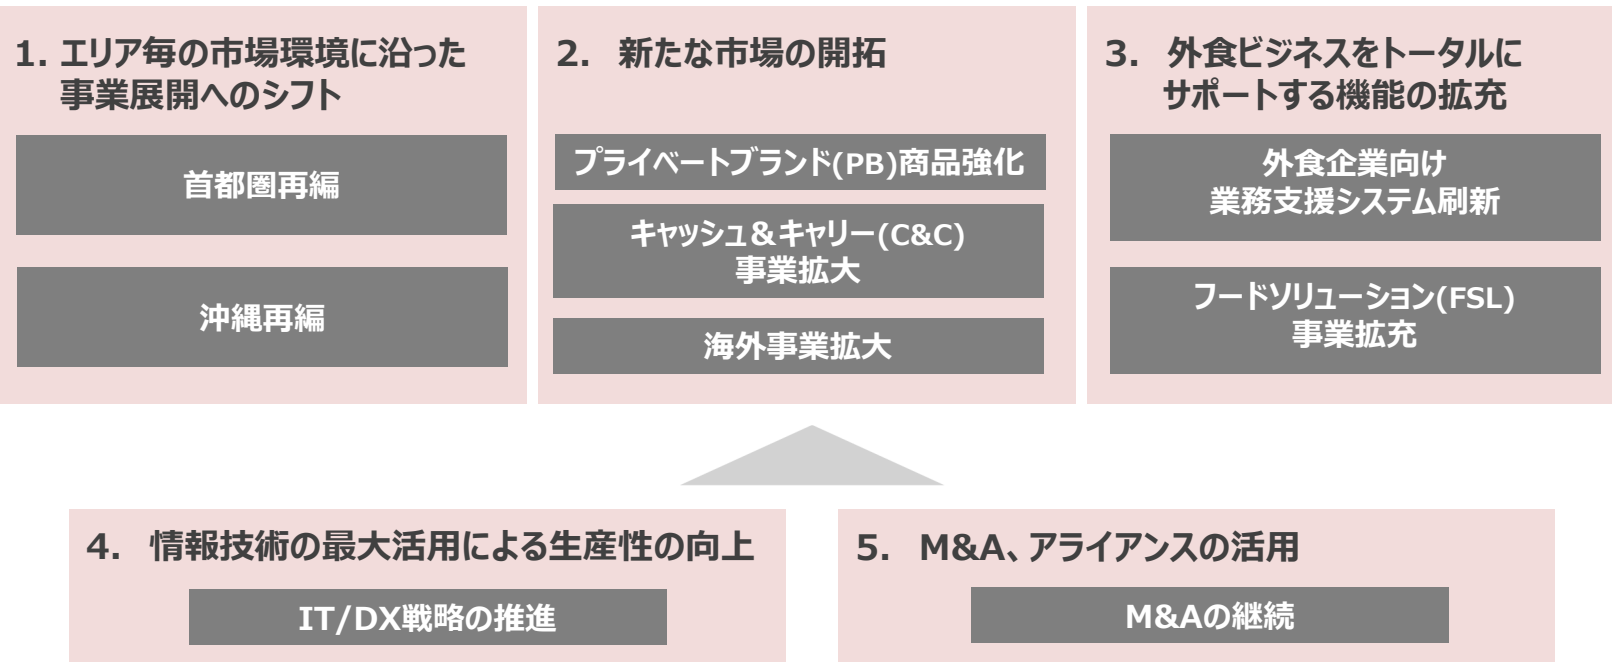 1. エリア毎の市場環境に沿った
事業展開へのシフト
首都圏再編
沖縄再編
2. 新たな市場の開拓
プライベートブランド(PB)商品強化
キャッシュ&キャリー(C&C)
事業拡大
海外事業拡大
3. 外食ビジネスをトータルに
サポートする機能の拡充
外食企業向け
業務支援システム刷新
フードソリューション(FSL)
事業拡充
4. 情報技術の最大活用による生産性の向上
IT/DX戦略の推進
5. M&A、アライアンスの活用
M&Aの継続